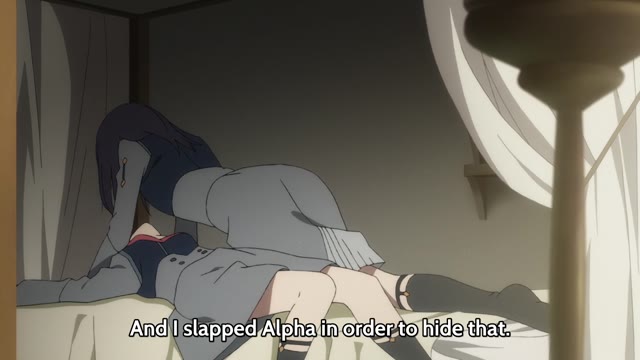 And I slapped Alpha in order to hide that.